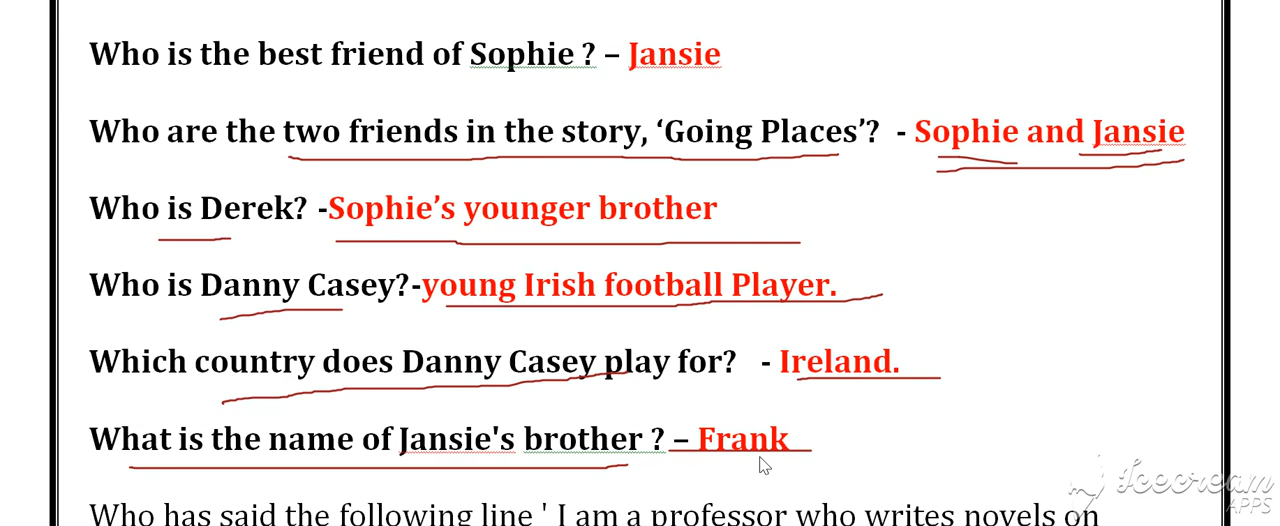 Who is the best friend of Sophie ? – Jansie
Who are the two friends in the story, ‘Going Places’? - Sophie and Jansie
Who is Derek? -Sophie’s younger brother
Who is Danny Casey?-young Irish football Player.
Which country does Danny Casey play for? - Ireland.
What is the name of Jansie's brother ? – Frank
Who has said the following line ' I am a professor who writes novels on
Icecream
APPS